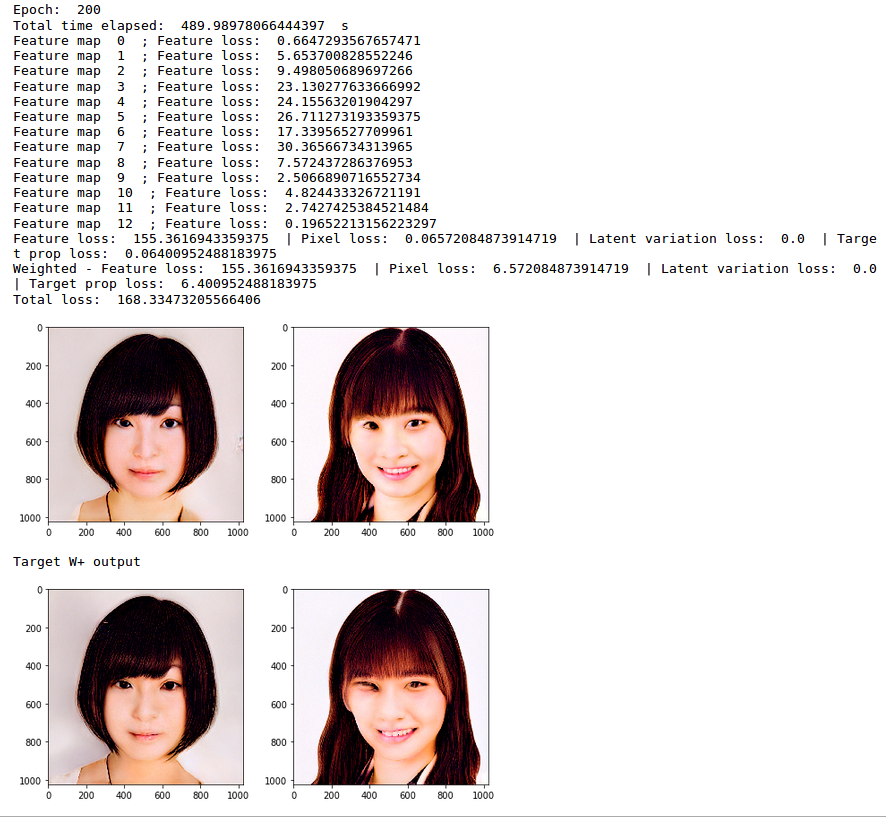 Epoch:  200
Total time elapsed:  489.98978066444397  s
Feature map  0  ; Feature loss:  0.6647293567657471
Feature map  1  ; Feature loss:  5.653700828552246
Feature map  2  ; Feature loss:  9.498050689697266
Feature map  3  ; Feature loss:  23.130277633666992
Feature map  4  ; Feature loss:  24.15563201904297
Feature map  5  ; Feature loss:  26.711273193359375
Feature map  6  ; Feature loss:  17.33956527709961
Feature map  7  ; Feature loss:  30.36566734313965
Feature map  8  ; Feature loss:  7.572437286376953
Feature map  9  ; Feature loss:  2.5066890716552734
Feature map  10  ; Feature loss:  4.824433326721191
Feature map  11  ; Feature loss:  2.7427425384521484
Feature map  12  ; Feature loss:  0.19652213156223297
Feature loss:  155.3616943359375  | Pixel loss:  0.06572084873914719  | Latent variation loss:  0.0  | Targe
t prop loss:  0.06400952488183975
Weighted - Feature loss:  155.3616943359375  | Pixel loss:  6.572084873914719  | Latent variation loss:  0.0
| Target prop loss:  6.400952488183975
Total loss:  168.33473205566406
0 200 400 600 800 1000
0 200 400 600 800 1000
0 200 400 600 800 1000
0 200 400 600 800 1000
Target W+ output
0 200 400 600 800 1000
0 200 400 600 800 1000
0 200 400 600 800 1000
0 200 400 600 800 1000